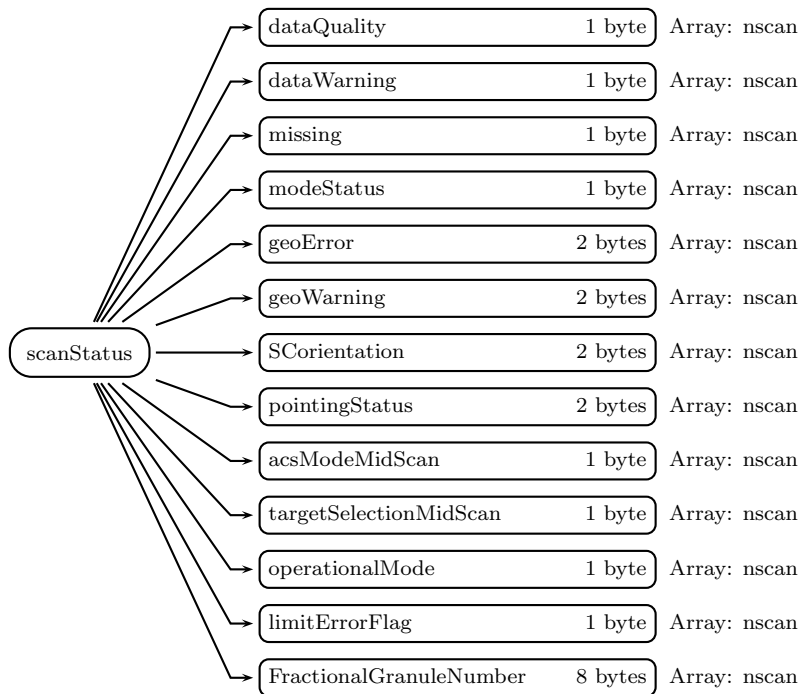 dataQuality 1 byte Array: nscan
dataWarning 1 byte Array: nscan
missing 1 byte Array: nscan
modeStatus 1 byte Array: nscan
geoError 2 bytes Array: nscan
geoWarning 2 bytes Array: nscan
scanStatus
SCorientation 2 bytes Array: nscan
pointingStatus 2 bytes Array: nscan
acsModeMidScan 1 byte Array: nscan
targetSelectionMidScan 1 byte Array: nscan
operationalMode 1 byte Array: nscan
limitErrorFlag 1 byte Array: nscan
FractionalGranuleNumber 8 bytes Array: nscan